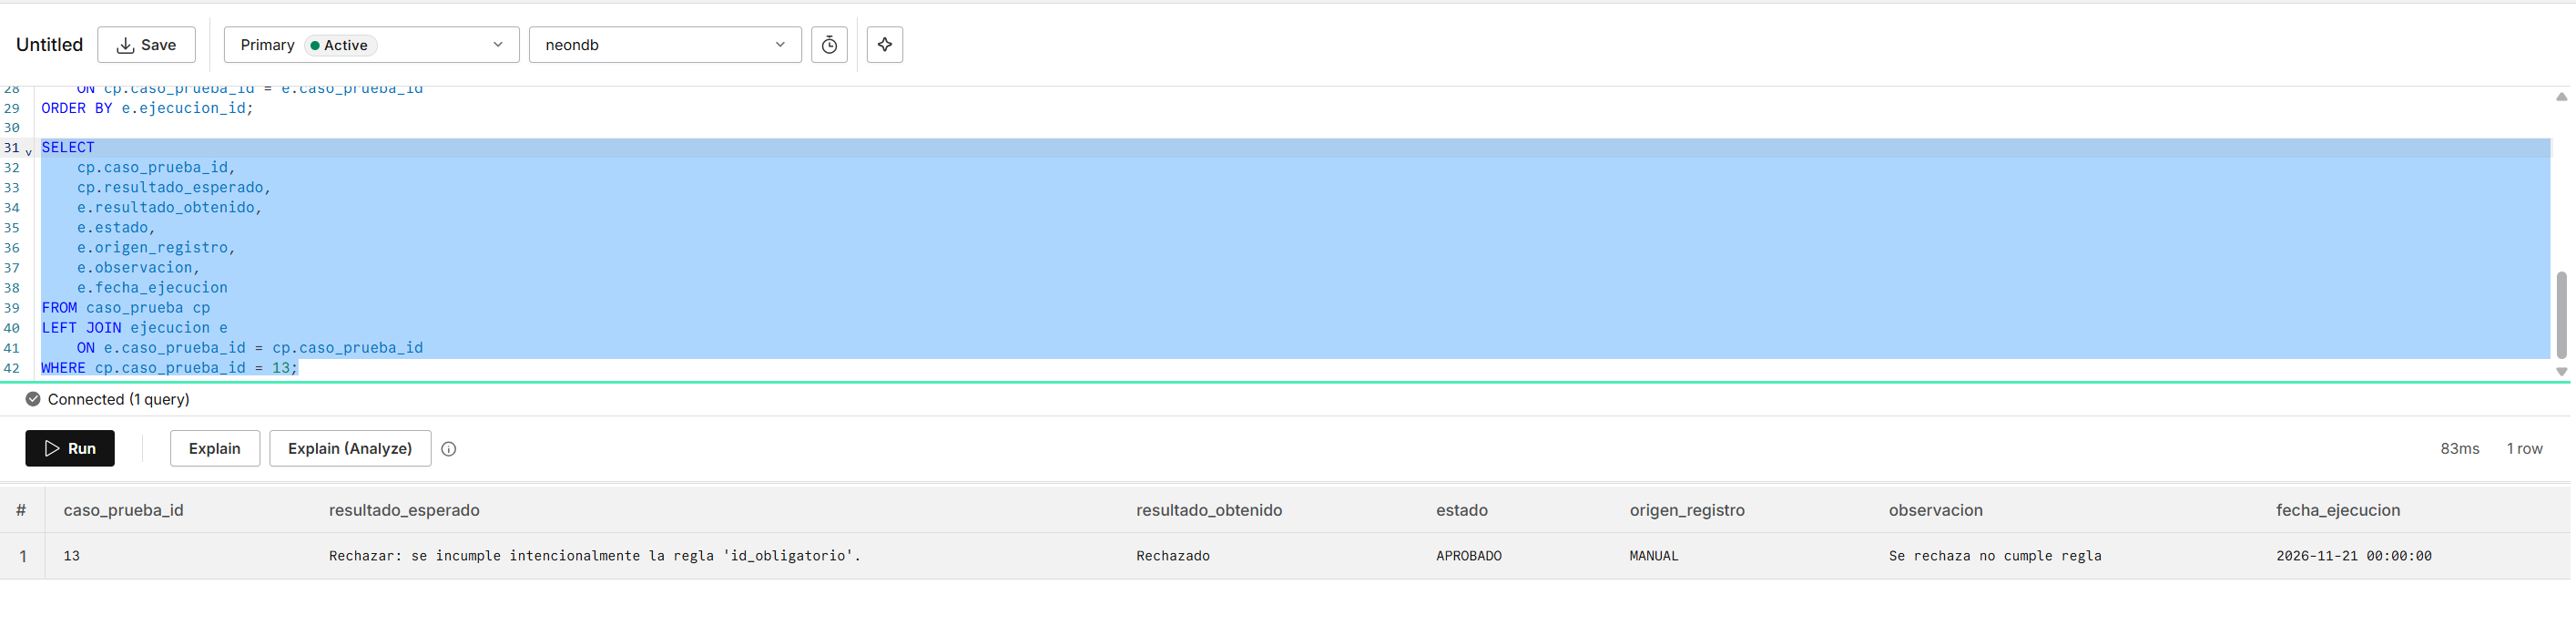 Untitled Save Primary Active neondb
28 ON cp.caso_prueba_id = e.caso_prueba_id
29 ORDER BY e.ejecucion_id;
30
31 SELECT
32 cp.caso_prueba_id,
33 cp.resultado_esperado,
34 e.resultado_obtenido,
35 e.estado,
36 e.origen_registro,
37 e.observacion,
38 e.fecha_ejecucion
39 FROM caso_prueba cp
40 LEFT JOIN ejecucion e
41 ON e.caso_prueba_id = cp.caso_prueba_id
42 WHERE cp.caso_prueba_id = 13;
Connected (1 query)
Run Explain Explain (Analyze) 83ms 1 row
# caso_prueba_id resultado_esperado resultado_obtenido estado origen_registro observacion fecha_ejecucion
1 13 Rechazar: se incumple intencionalmente la regla 'id_obligatorio'. Rechazado APROBADO MANUAL Se rechaza no cumple regla 2026-11-21 00:00:00